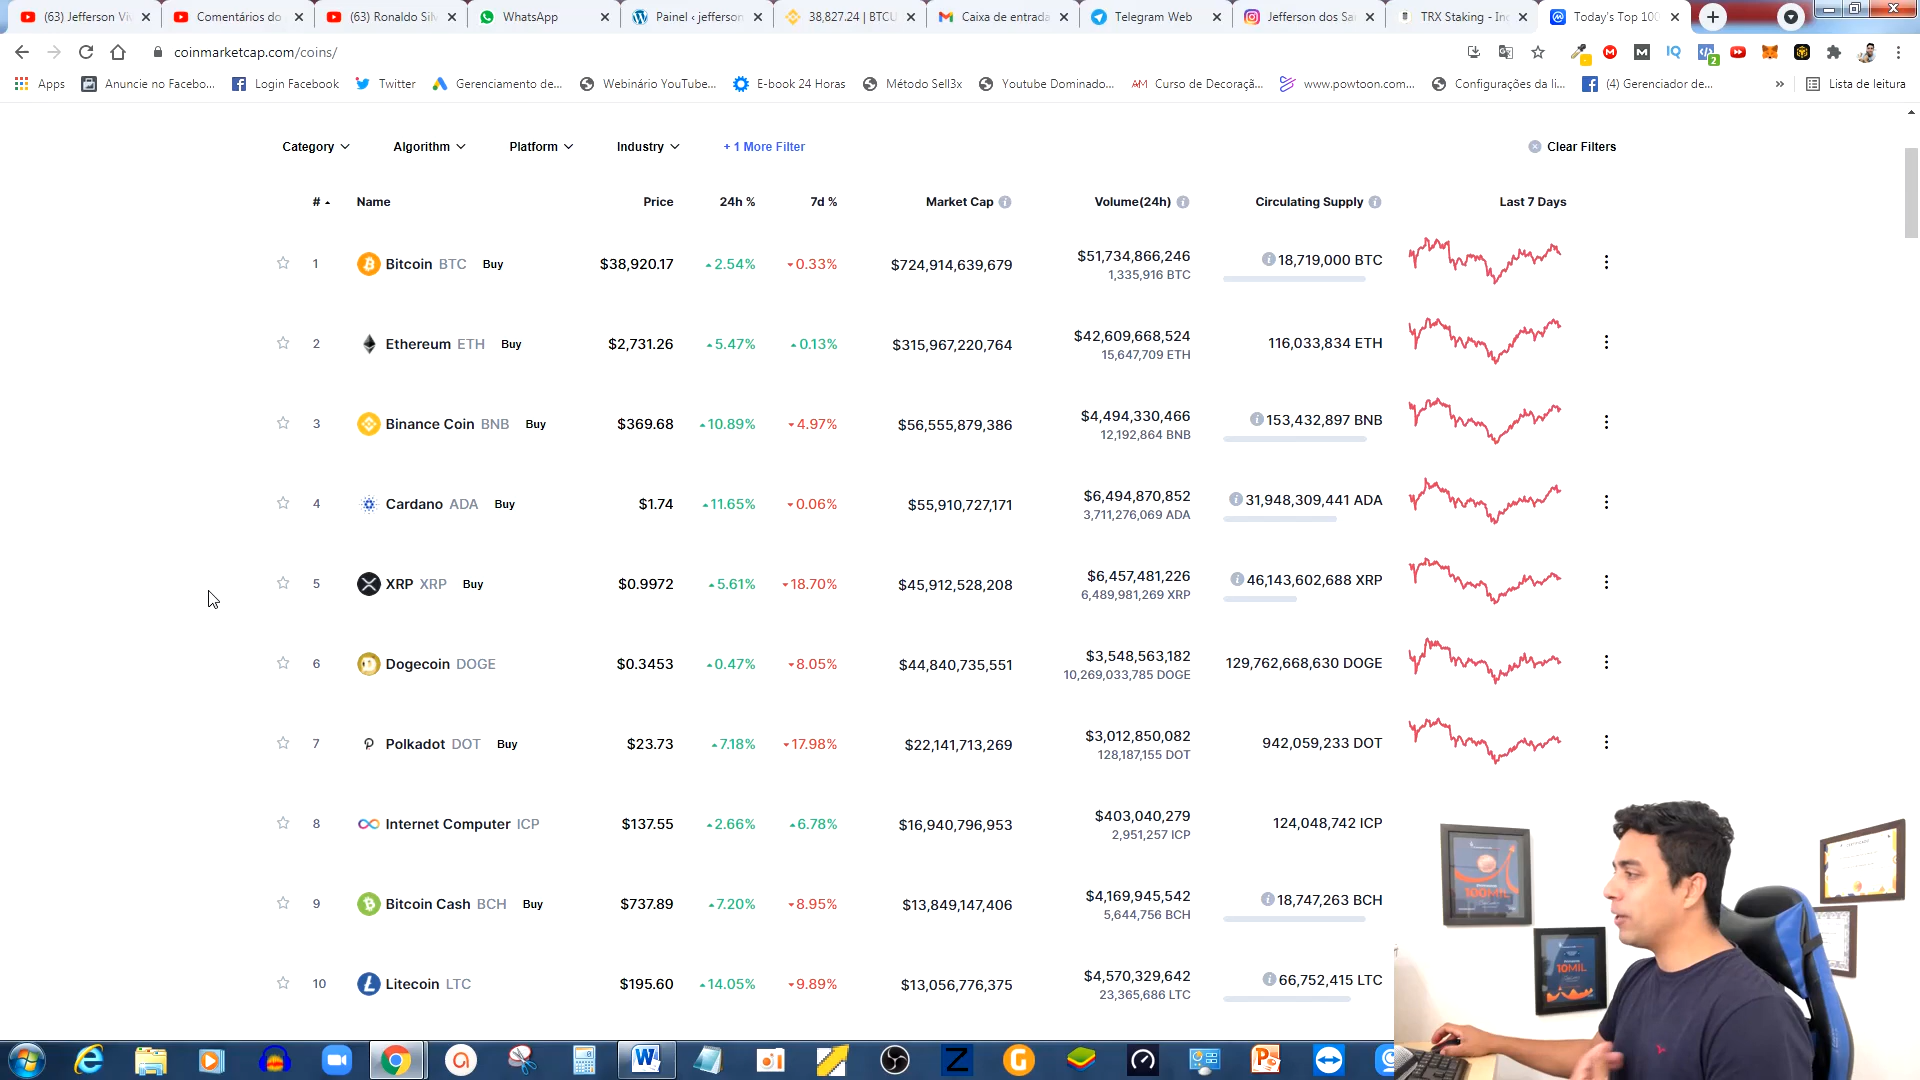 (63) Jefferson Vi
Comentários do
(63) Ronaldo Silv
WhatsApp
Painel ‹ jefferson
38,827.24 | BTCU
Caixa de entrada
Telegram Web
Jefferson dos Sa
TRX Staking - In
Today's Top 100
coinmarketcap.com/coins/
Apps
Anuncie no Facebo...
Login Facebook
Twitter
Gerenciamento de...
Webinário YouTube...
E-book 24 Horas
Método Sell3x
Youtube Dominado...
Curso de Decoraçã...
www.powtoon.com...
Configurações da li...
(4) Gerenciador de...
»
Lista de leitura
Category
Algorithm
Platform
Industry
+ 1 More Filter
Clear Filters
# Name Price 24h % 7d % Market Cap Volume(24h) Circulating Supply Last 7 Days
1 Bitcoin BTC Buy $38,920.17 2.54% 0.33% $724,914,639,679 $51,734,866,246 18,719,000 BTC
1,335,916 BTC
2 Ethereum ETH Buy $2,731.26 5.47% 0.13% $315,967,220,764 $42,609,668,524 116,033,834 ETH
15,647,709 ETH
3 Binance Coin BNB Buy $369.68 10.89% 4.97% $56,555,879,386 $4,494,330,466 153,432,897 BNB
12,192,864 BNB
4 Cardano ADA Buy $1.74 11.65% 0.06% $55,910,727,171 $6,494,870,852 31,948,309,441 ADA
3,711,276,069 ADA
5 XRP XRP Buy $0.9972 5.61% 18.70% $45,912,528,208 $6,457,481,226 46,143,602,688 XRP
6,489,981,269 XRP
6 Dogecoin DOGE $0.3453 0.47% 8.05% $44,840,735,551 $3,548,563,182 129,762,668,630 DOGE
10,269,033,785 DOGE
7 Polkadot DOT Buy $23.73 7.18% 17.98% $22,141,713,269 $3,012,850,082 942,059,233 DOT
128,187,155 DOT
8 Internet Computer ICP $137.55 2.66% 6.78% $16,940,796,953 $403,040,279 124,048,742 ICP
2,951,257 ICP
9 Bitcoin Cash BCH Buy $737.89 7.20% 8.95% $13,849,147,406 $4,169,945,542 18,747,263 BCH
5,644,756 BCH
10 Litecoin LTC $195.60 14.05% 9.89% $13,056,776,375 $4,570,329,642 66,752,415 LTC
23,365,686 LTC
100MIL
10MIL